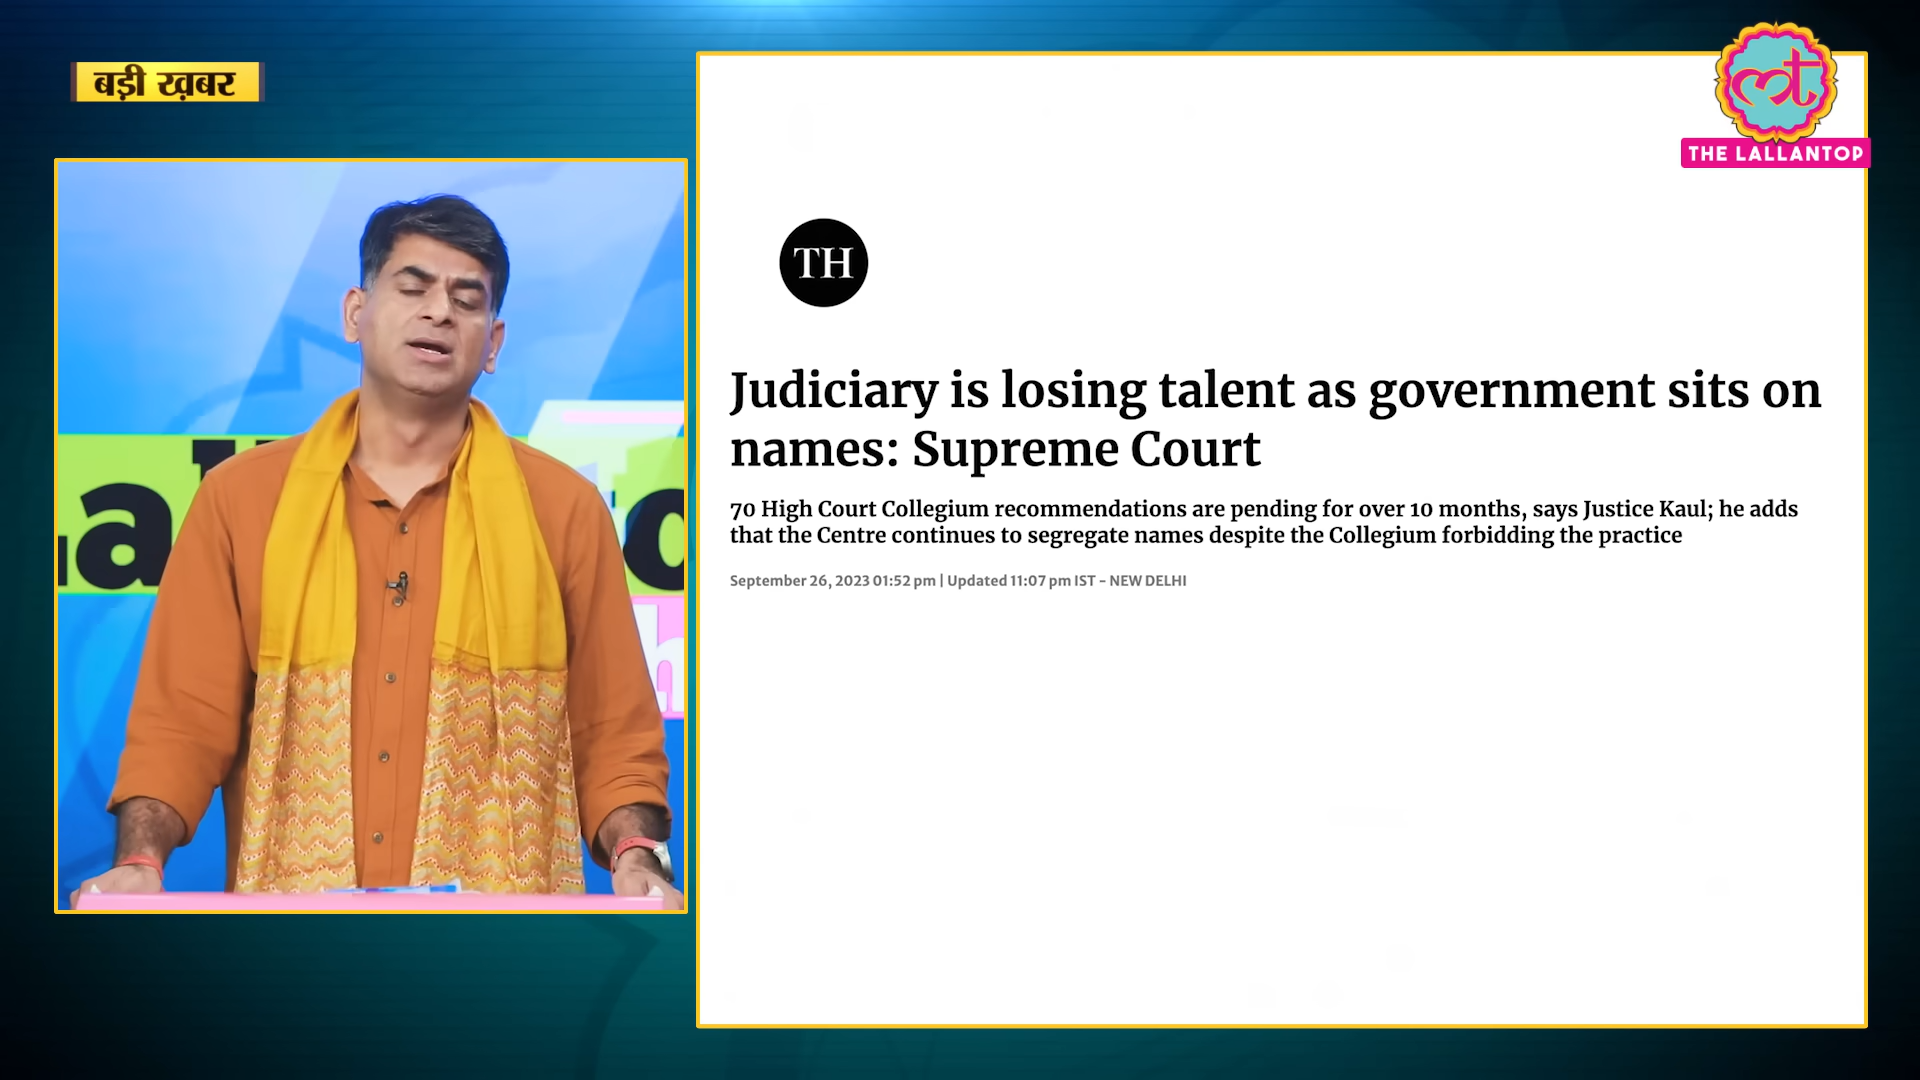 बड़ी ख़बर
THE LALLANTOP
TH
Judiciary is losing talent as government sits on
names: Supreme Court
70 High Court Collegium recommendations are pending for over 10 months, says Justice Kaul; he adds
that the Centre continues to segregate names despite the Collegium forbidding the practice
September 26, 2023 01:52 pm | Updated 11:07 pm IST - NEW DELHI